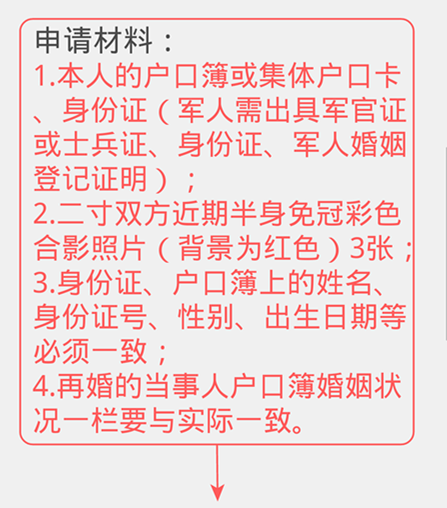 申请材料：
1.本人的户口簿或集体户口卡
、身份证（军人需出具军官证
或士兵证、身份证、军人婚姻
登记证明）；
2.二寸双方近期半身免冠彩色
合影照片（背景为红色）3张；
3.身份证、户口簿上的姓名、
身份证号、性别、出生日期等
必须一致；
4.再婚的当事人户口簿婚姻状
况一栏要与实际一致。